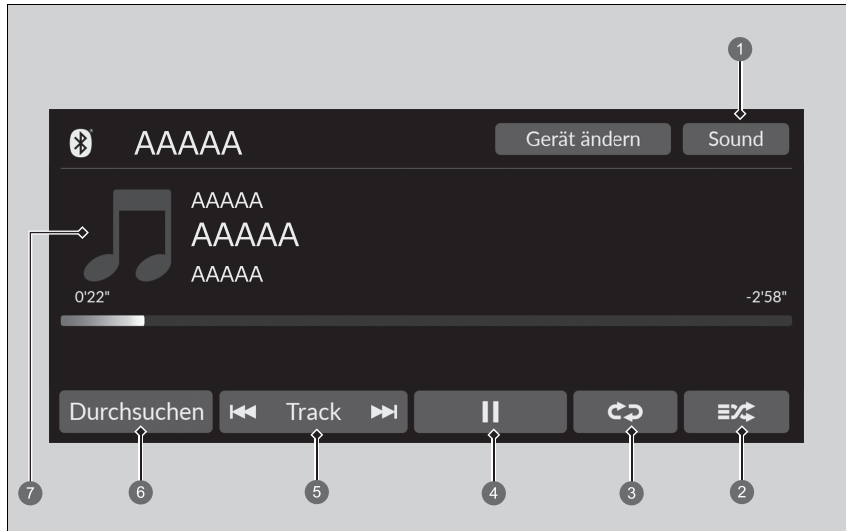 1
AAAAA
Gerät ändern
Sound
AAAAA
AAAAA
AAAAA
7
0'22"
-2'58"
Durchsuchen
Track
6
5
4
3
2